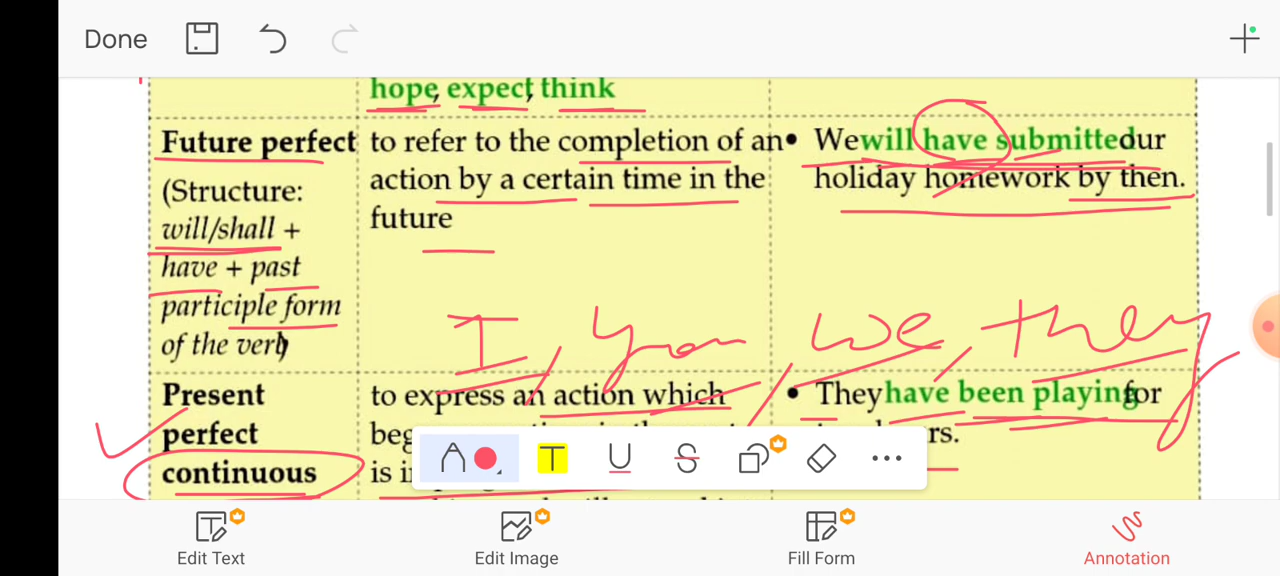 Done
hope, expect, think
Future perfect
(Structure:
will/shall +
have + past
participle form
of the verb)
to refer to the completion of an
action by a certain time in the
future
• We will have submitted our
holiday homework by then.
I, you, we, they
Present
perfect
continuous
to express an action which
beg
is i
• They have been playing for
rs.
T
U
S
Edit Text
Edit Image
Fill Form
Annotation